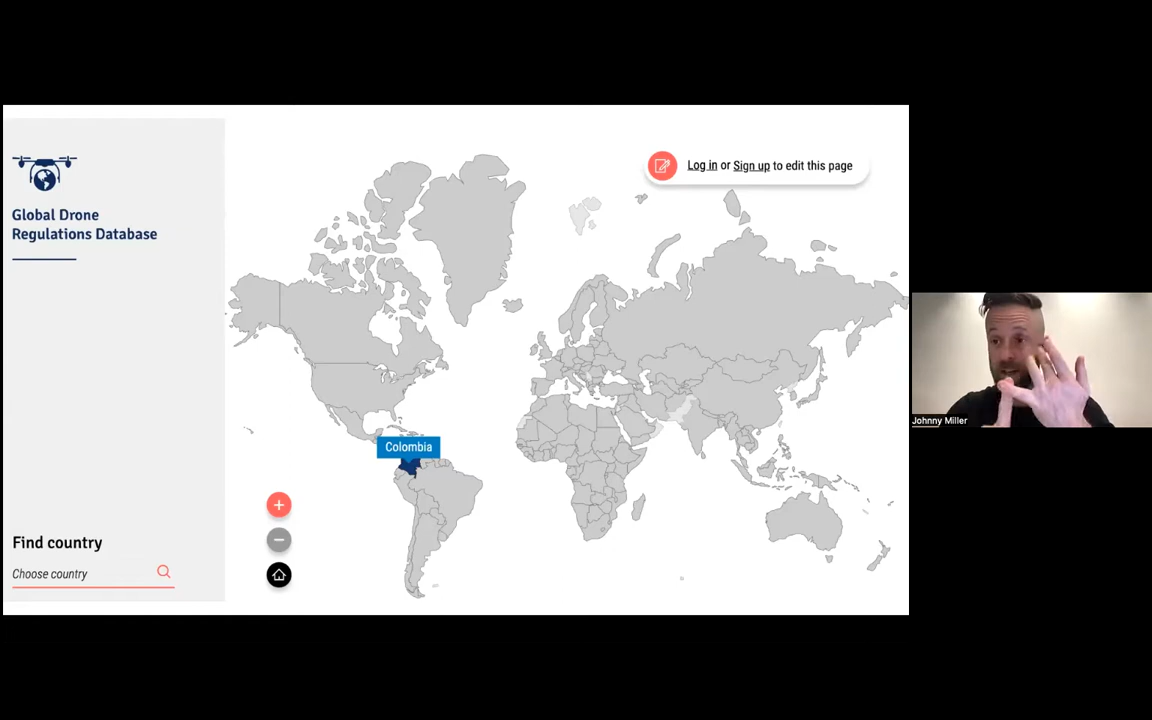 Global Drone
Regulations Database
Log in or Sign up to edit this page
Colombia
Find country
Choose country
Johnny Miller